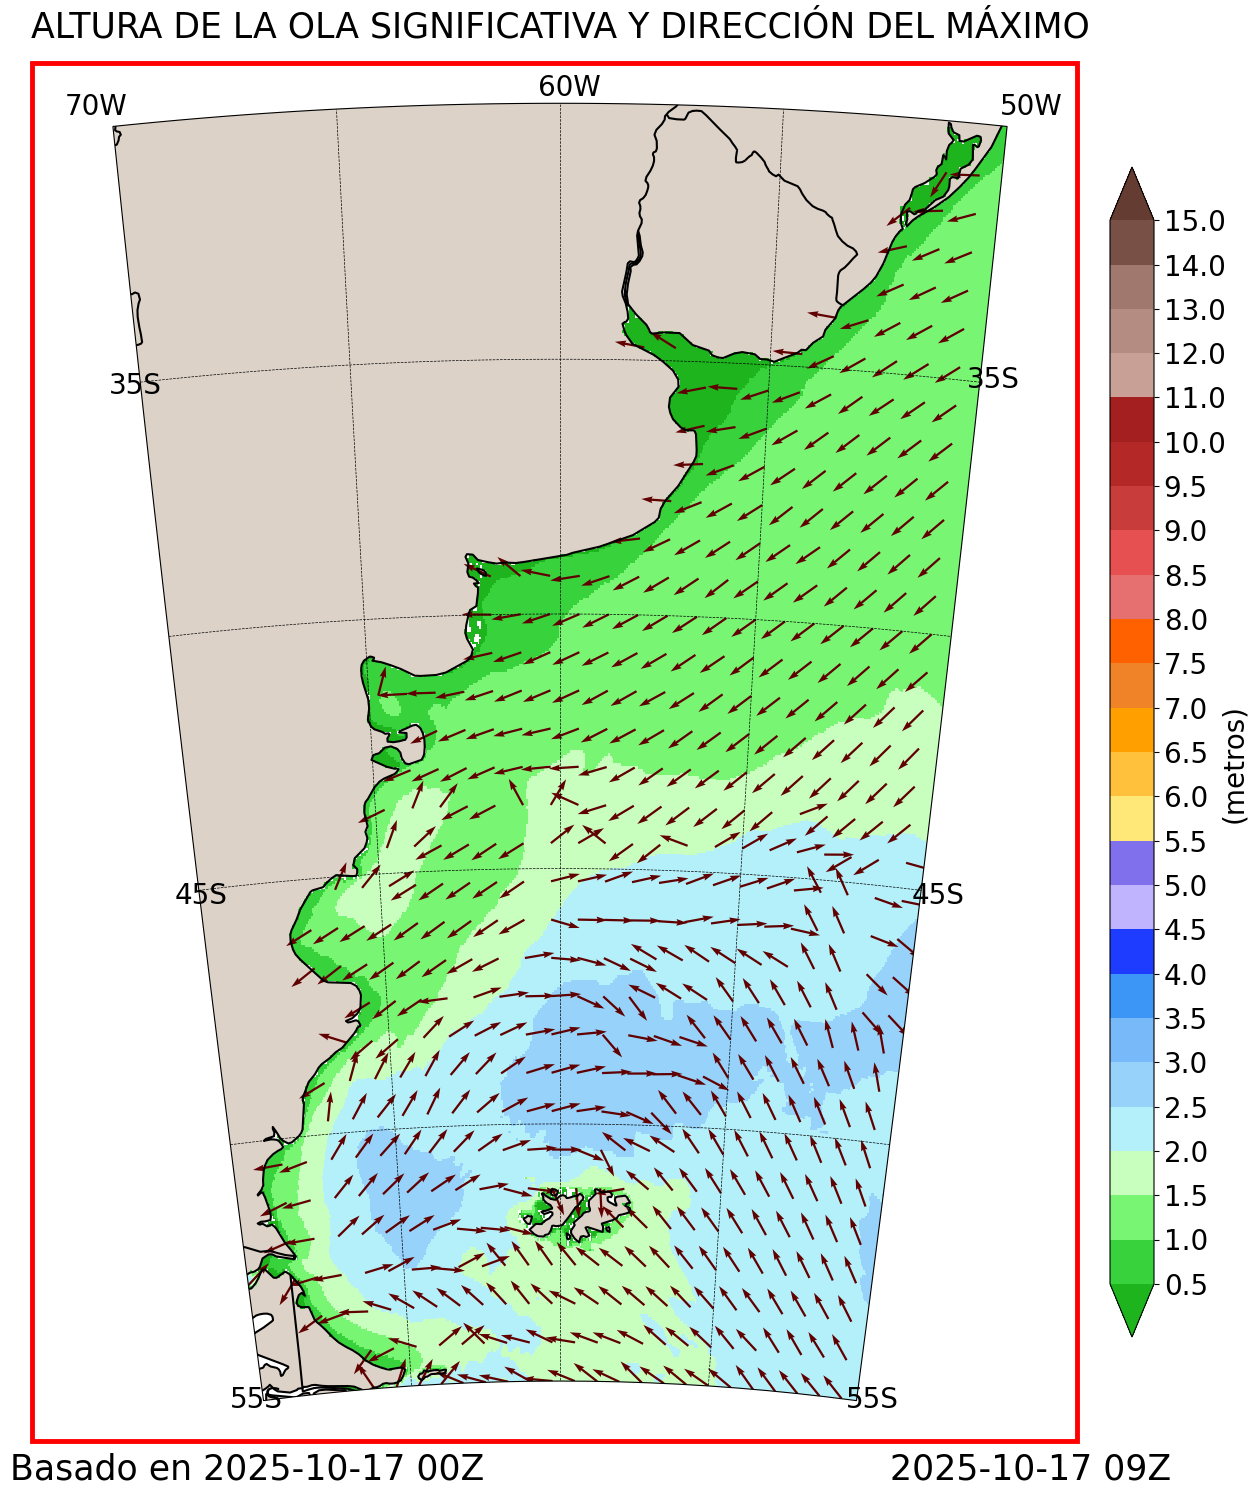 ALTURA DE LA OLA SIGNIFICATIVA Y DIRECCIÓN DEL MÁXIMO
70W
60W
50W
35S
35S
45S
45S
55S
55S
15.0
14.0
13.0
12.0
11.0
10.0
9.5
9.0
8.5
8.0
7.5
7.0
6.5
6.0
5.5
5.0
4.5
4.0
3.5
3.0
2.5
2.0
1.5
1.0
0.5
(metros)
Basado en 2025-10-17 00Z
2025-10-17 09Z